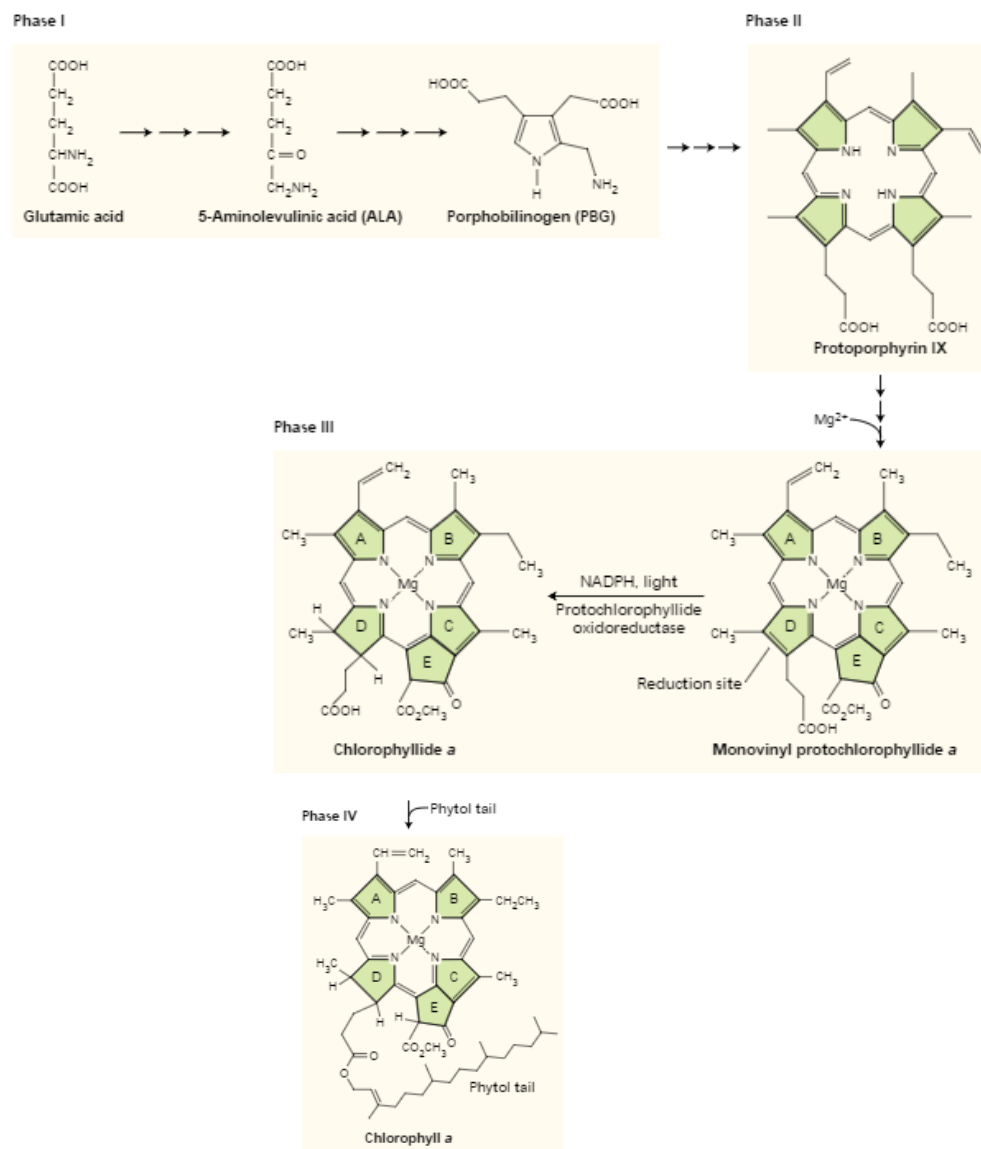 Phase I
COOH
CH2
CH2
CHNH2
COOH
Glutamic acid
COOH
CH2
CH2
C=O
CH2NH2
5-Aminolevulinic acid (ALA)
HOOC
COOH
N
H
NH2
Porphobilinogen (PBG)
Phase II
NH
N
N
HN
COOH
COOH
Protoporphyrin IX
Mg2+
Phase III
CH2
CH3
CH3
A
B
N
N
CH3
Mg
H
N
N
D
C
CH3
CH3
E
H
COOH
CO2CH3
O
Chlorophyllide a
NADPH, light
Protochlorophyllide
oxidoreductase
Reduction site
CH2
CH3
CH3
A
B
N
N
CH3
Mg
N
N
D
C
CH3
CH3
E
O
CO2CH3
COOH
Monovinyl protochlorophyllide a
Phase IV
Phytol tail
CH=CH2
CH3
H3C
A
B
CH2CH3
N
N
Mg
H3C
N
N
H
D
C
CH3
E
H
H
O
CO2CH3
O
O
Phytol tail
Chlorophyll a